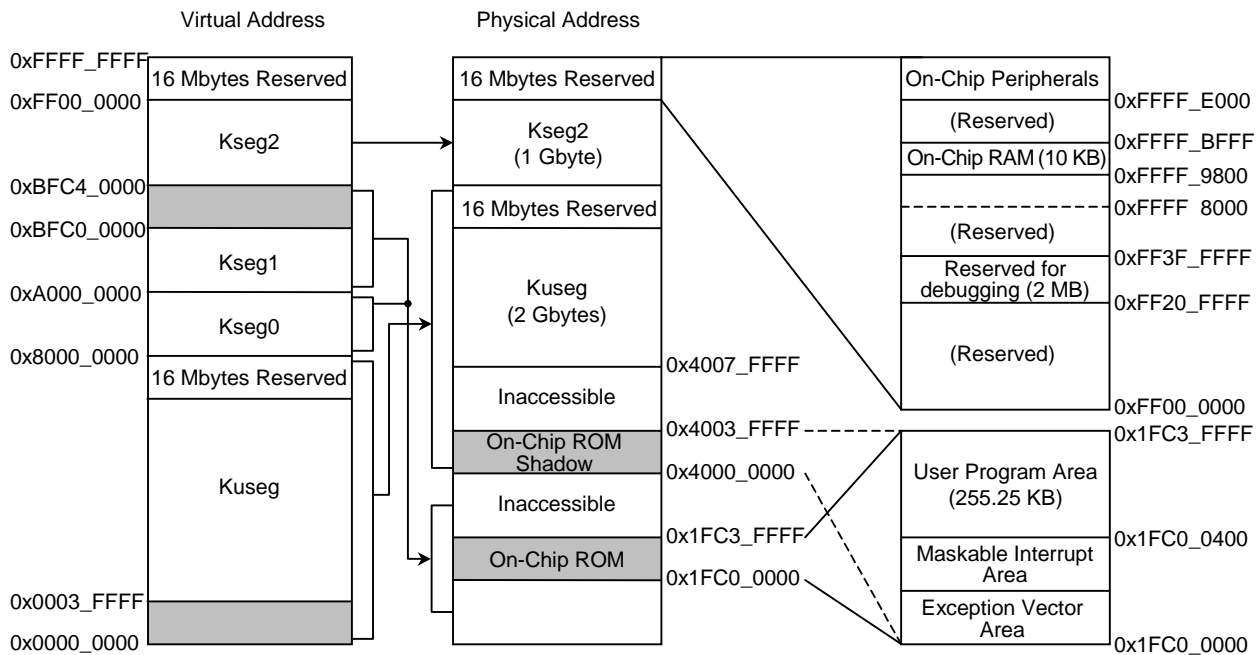 Virtual Address
0xFFFF_FFFF
16 Mbytes Reserved
0xFF00_0000
Kseg2
0xBFC4_0000
0xBFC0_0000
Kseg1
0xA000_0000
Kseg0
0x8000_0000
16 Mbytes Reserved
Kuseg
0x0003_FFFF
0x0000_0000
Physical Address
16 Mbytes Reserved
Kseg2
(1 Gbyte)
16 Mbytes Reserved
Kuseg
(2 Gbytes)
0x4007_FFFF
Inaccessible
0x4003_FFFF
On-Chip ROM
Shadow
0x4000_0000
Inaccessible
0x1FC3_FFFF
On-Chip ROM
0x1FC0_0000
On-Chip Peripherals
0xFFFF_E000
(Reserved)
0xFFFF_BFFF
On-Chip RAM (10 KB)
0xFFFF_9800
0xFFFF 8000
(Reserved)
0xFF3F_FFFF
Reserved for
debugging (2 MB)
0xFF20_FFFF
(Reserved)
0xFF00_0000
0x1FC3_FFFF
User Program Area
(255.25 KB)
0x1FC0_0400
Maskable Interrupt
Area
Exception Vector
Area
0x1FC0_0000